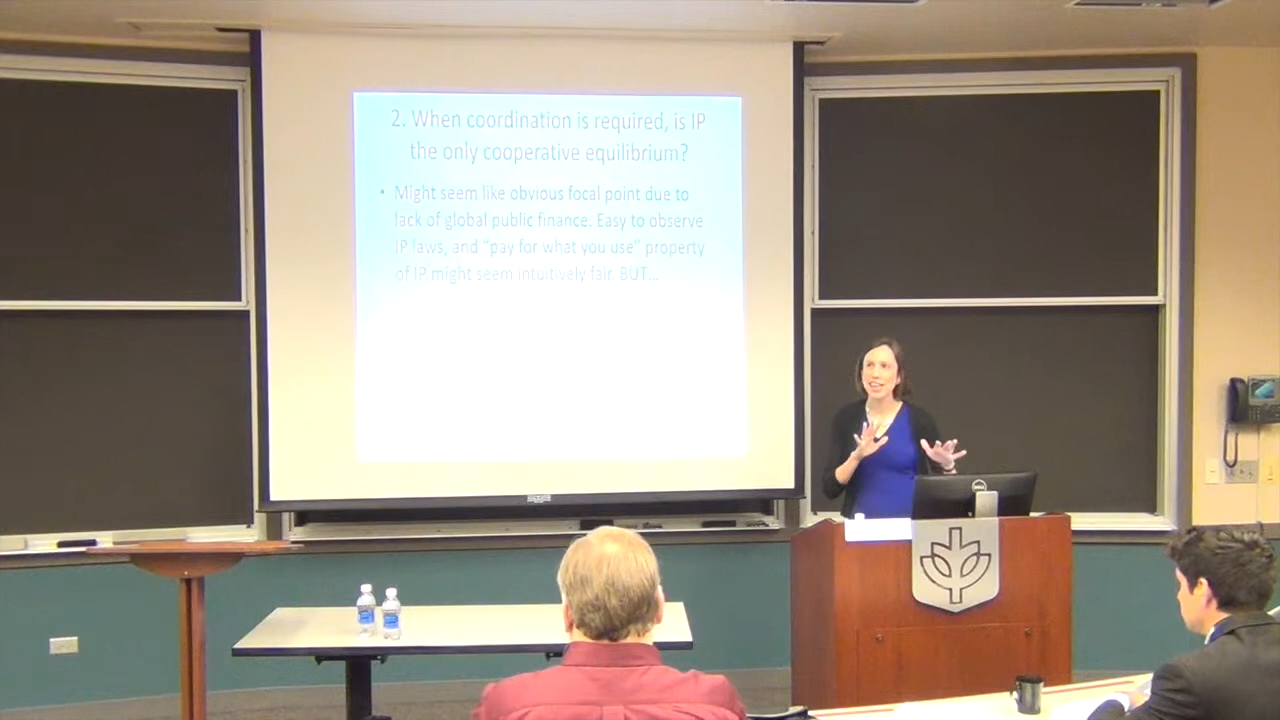 2. When coordination is required, is IP
the only cooperative equilibrium?
• Might seem like obvious focal point due to
lack of global public finance. Easy to observe
IP laws, and “pay for what you use” property
of IP might seem intuitively fair. BUT...
DELL